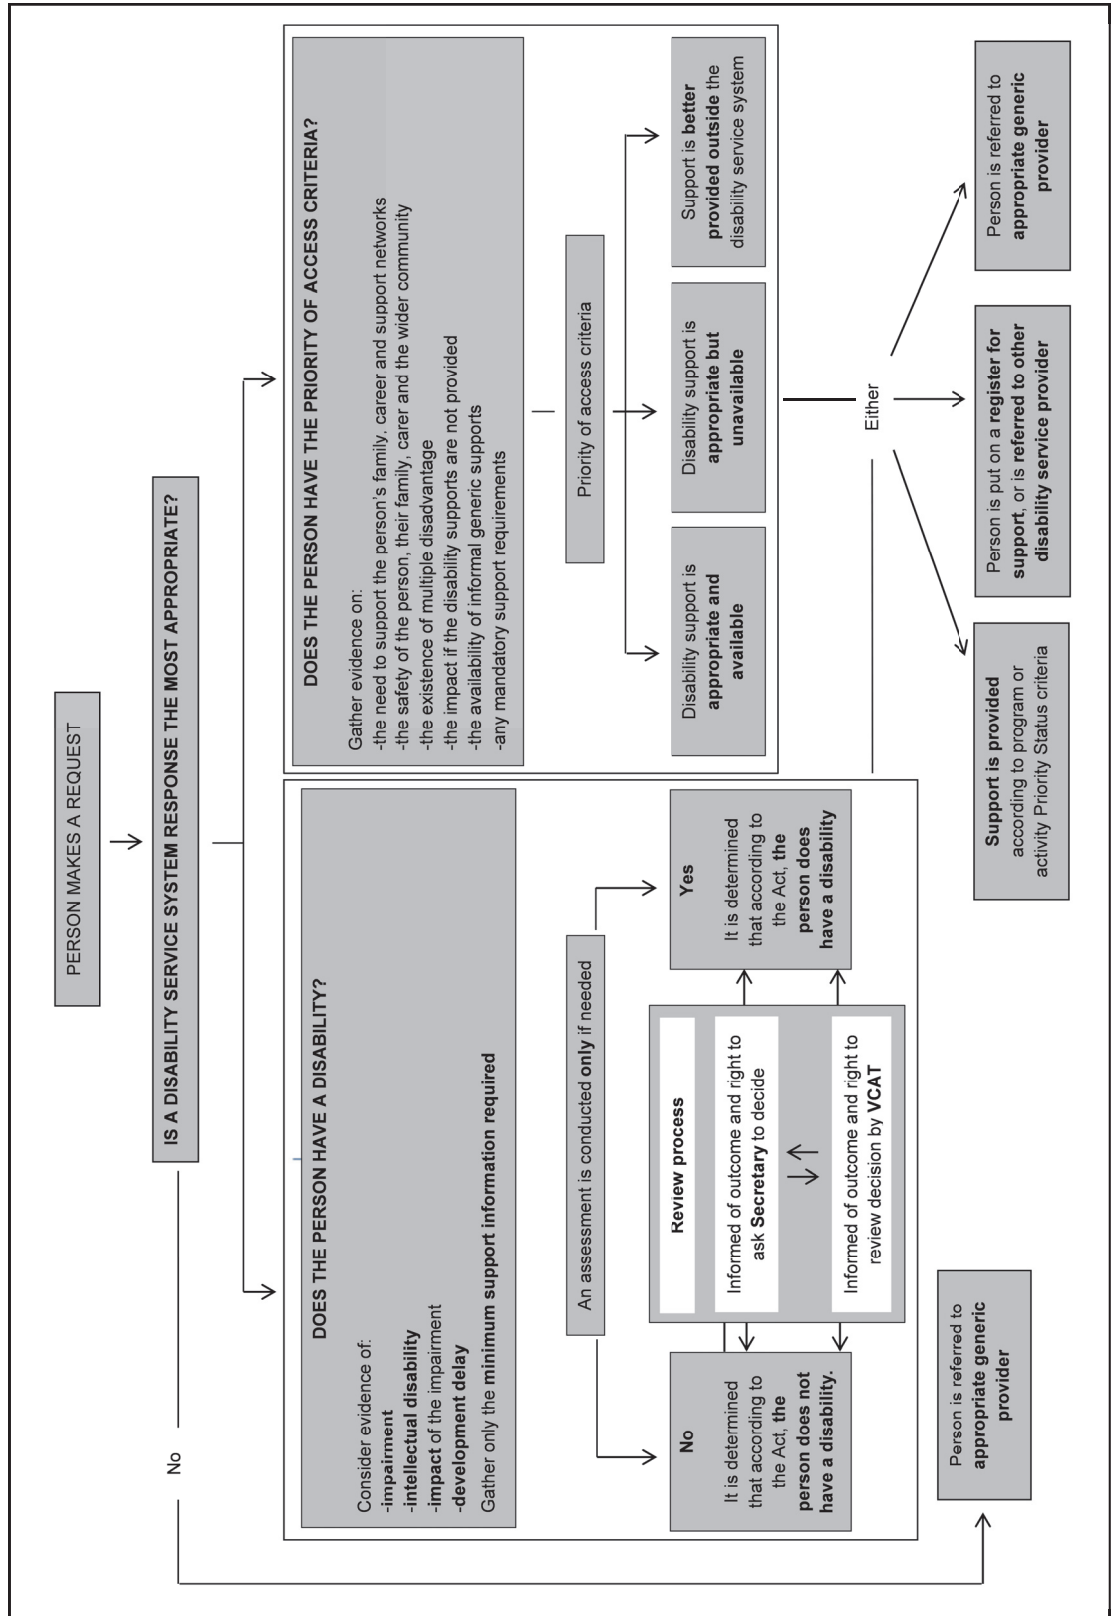 PERSON MAKES A REQUEST
IS A DISABILITY SERVICE SYSTEM RESPONSE THE MOST APPROPRIATE?
No
DOES THE PERSON HAVE A DISABILITY?
Consider evidence of:
-impairment
-intellectual disability
-impact of the impairment
-development delay
Gather only the minimum support information required
An assessment is conducted only if needed
No
It is determined
that according to
the Act, the
person does not
have a disability.
Review process
Informed of outcome and right to
ask Secretary to decide
Informed of outcome and right to
review decision by VCAT
Yes
It is determined
that according to
the Act, the
person does
have a disability
DOES THE PERSON HAVE THE PRIORITY OF ACCESS CRITERIA?
Gather evidence on:
-the need to support the person's family. career and support networks
-the safety of the person, their family, carer and the wider community
-the existence of multiple disadvantage
-the impact if the disability supports are not provided
-the availability of informal generic supports
-any mandatory support requirements
Priority of access criteria
Disability support is
appropriate and
available
Disability support is
appropriate but
unavailable
Support is better
provided outside the
disability service system
Either
Person is referred to
appropriate generic
provider
Support is provided
according to program or
activity Priority Status criteria
Person is put on a register for
support, or is referred to other
disability service provider
Person is referred to
appropriate generic
provider